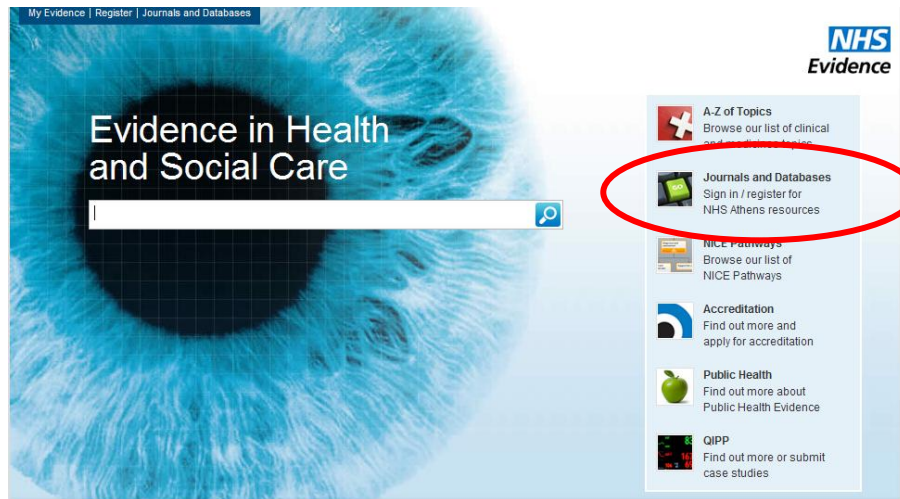 My Evidence | Register | Journals and Databases
NHS
Evidence
Evidence in Health
and Social Care
A-Z of Topics
Browse our list of clinical
and medicines topics
Journals and Databases
Sign in / register for
NHS Athens resources
NICE Pathways
Browse our list of
NICE Pathways
Accreditation
Find out more and
apply for accreditation
Public Health
Find out more about
Public Health Evidence
QIPP
Find out more or submit
case studies